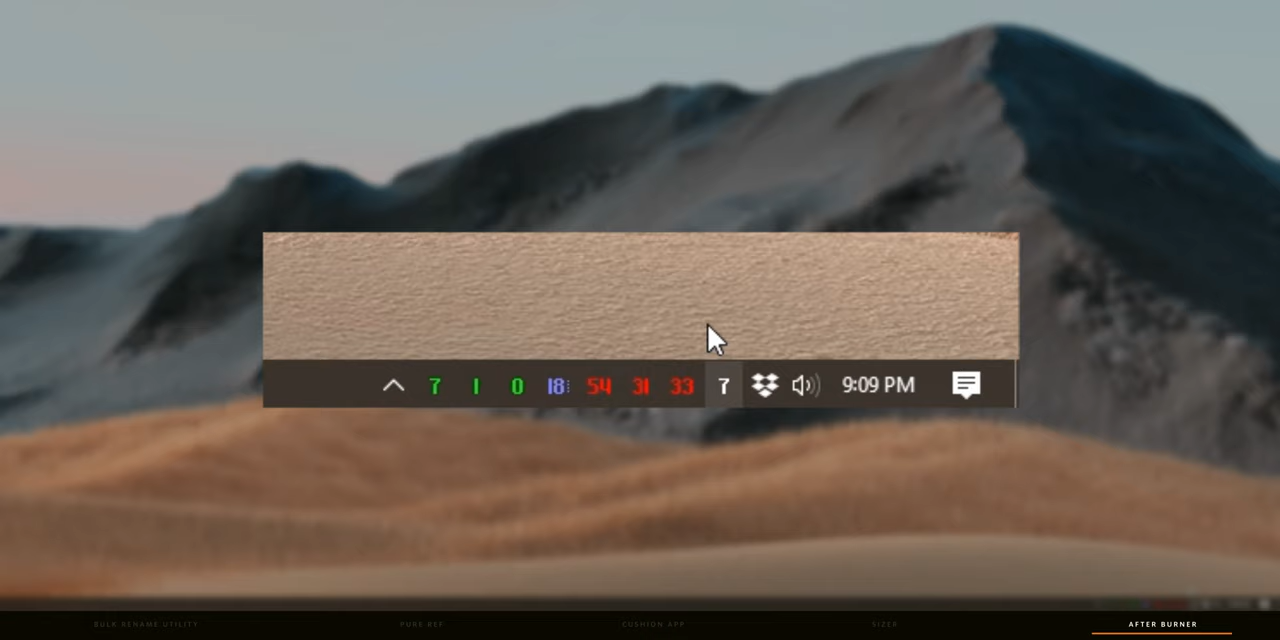 7 1 0 18 54 31 33 7 9:09 PM
BULK RENAME UTILITY PURE REF CUSHION APP SIZER AFTER BURNER